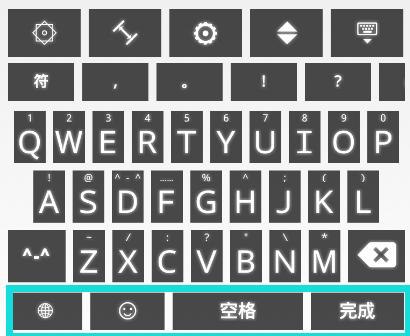 符 , 。 ! ?
1 2 3 4 5 6 7 8 9 0
Q W E R T Y U I O P
! @ ^-^ …… % ^ ; ( )
A S D F G H J K L
~ / : ? " \ *
^-^ Z X C V B N M
空格 完成